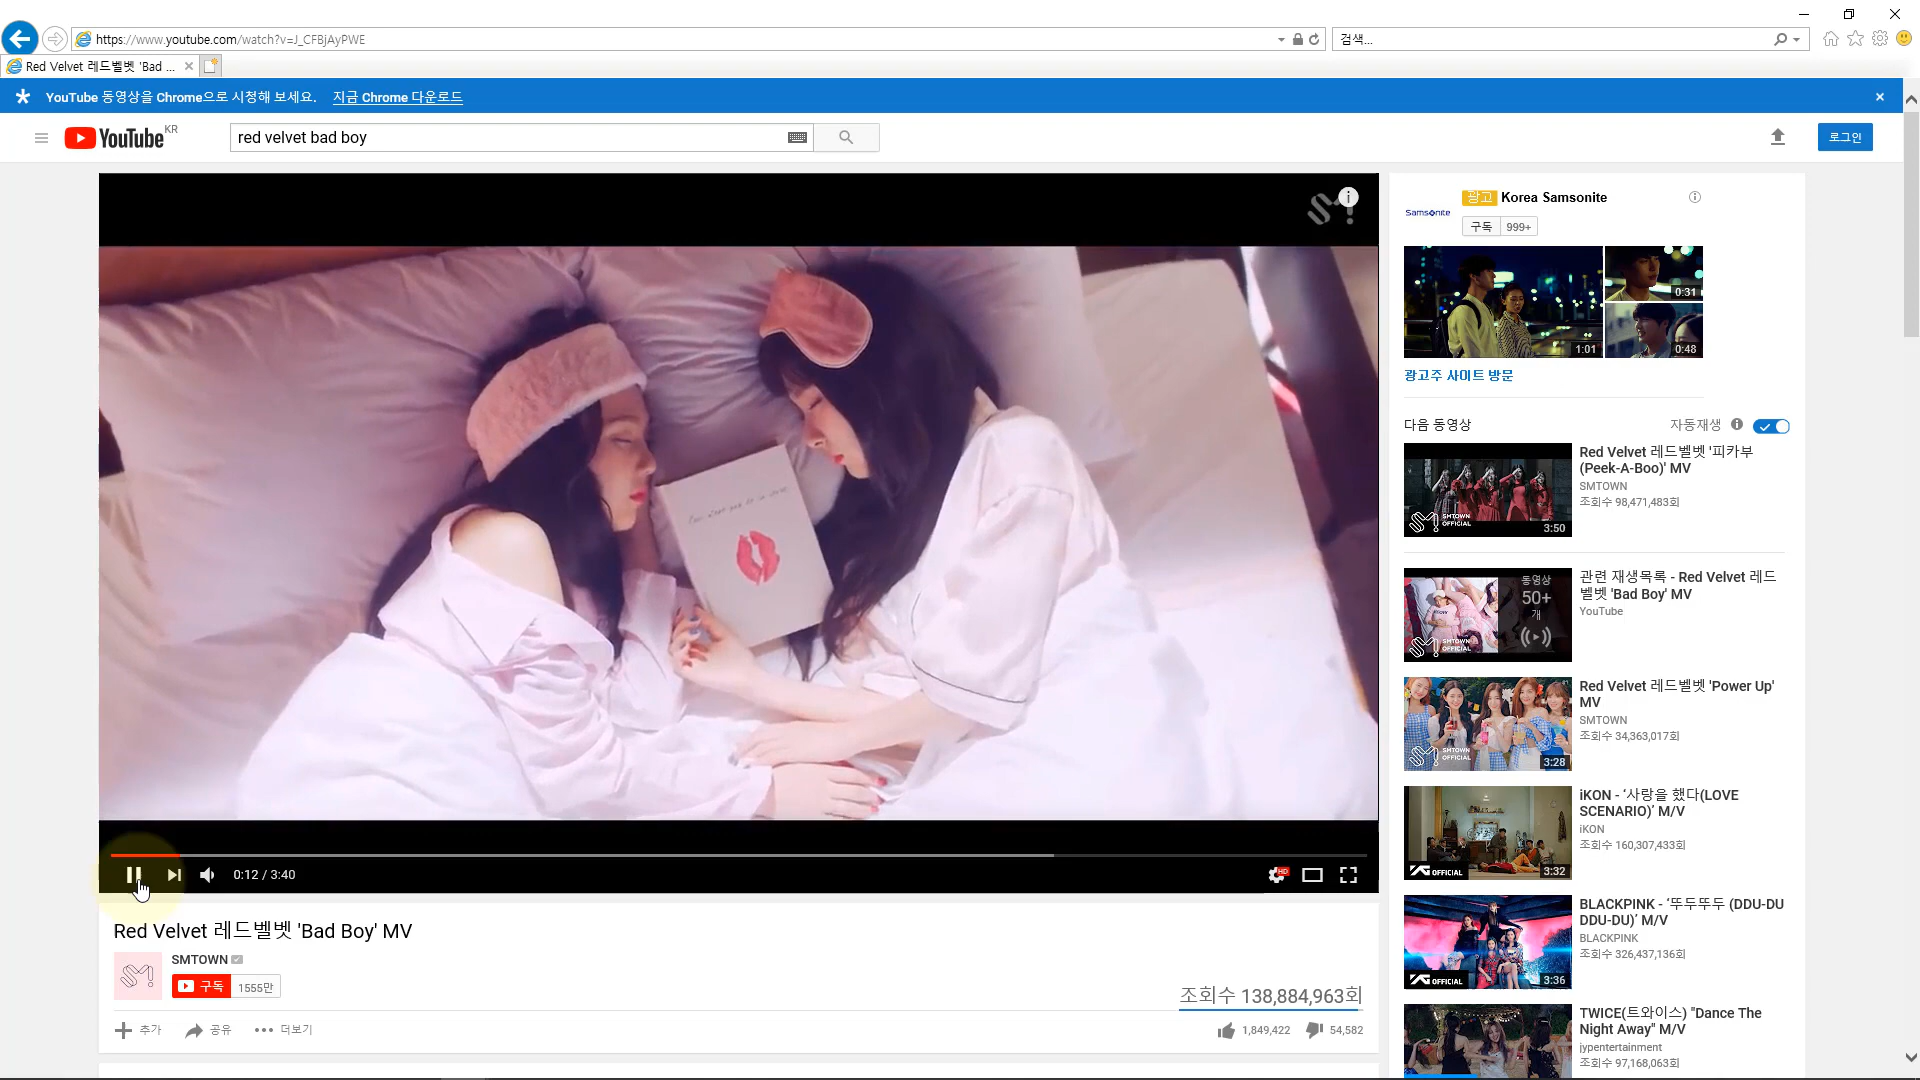 https://www.youtube.com/watch?v=J_CFBjAyPWE
검색...
Red Velvet 레드벨벳 'Bad ...
YouTube 동영상을 Chrome으로 시청해 보세요. 지금 Chrome 다운로드
YouTube KR
red velvet bad boy
로그인
광고 Korea Samsonite
Samsonite
구독 999+
0:31
1:01
0:48
광고주 사이트 방문
다음 동영상
자동재생
Red Velvet 레드벨벳 '피카부
(Peek-A-Boo)' MV
SMTOWN
조회수 98,471,483회
SMTOWN
OFFICIAL
3:50
관련 재생목록 - Red Velvet 레드
벨벳 'Bad Boy' MV
YouTube
동영상
50+
개
SMTOWN
OFFICIAL
Red Velvet 레드벨벳 'Power Up'
MV
SMTOWN
조회수 34,363,017회
SMTOWN
OFFICIAL
3:28
iKON - ‘사랑을 했다(LOVE
SCENARIO)’ M/V
iKON
조회수 160,307,433회
YG OFFICIAL
3:32
BLACKPINK - ‘뚜두뚜두 (DDU-DU
DDU-DU)’ M/V
BLACKPINK
조회수 326,437,136회
YG OFFICIAL
3:36
TWICE(트와이스) "Dance The
Night Away" M/V
jypentertainment
조회수 97,168,063회
0:12 / 3:40
HD
Red Velvet 레드벨벳 'Bad Boy' MV
SMTOWN
구독 1555만
조회수 138,884,963회
추가
공유
더보기
1,849,422
54,582